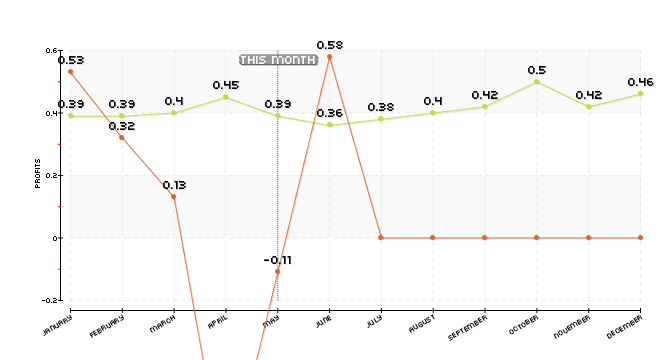 0.58
0.6
THIS MONTH
0.53
0.5
0.46
0.45
0.42
0.42
0.39
0.39
0.4
0.39
0.4
0.38
0.36
0.4
0.32
PROFITS
0.2
0.13
0
-0.11
-0.2
JANUARY
FEBRUARY
MARCH
APRIL
MAY
JUNE
JULY
AUGUST
SEPTEMBER
OCTOBER
NOVEMBER
DECEMBER